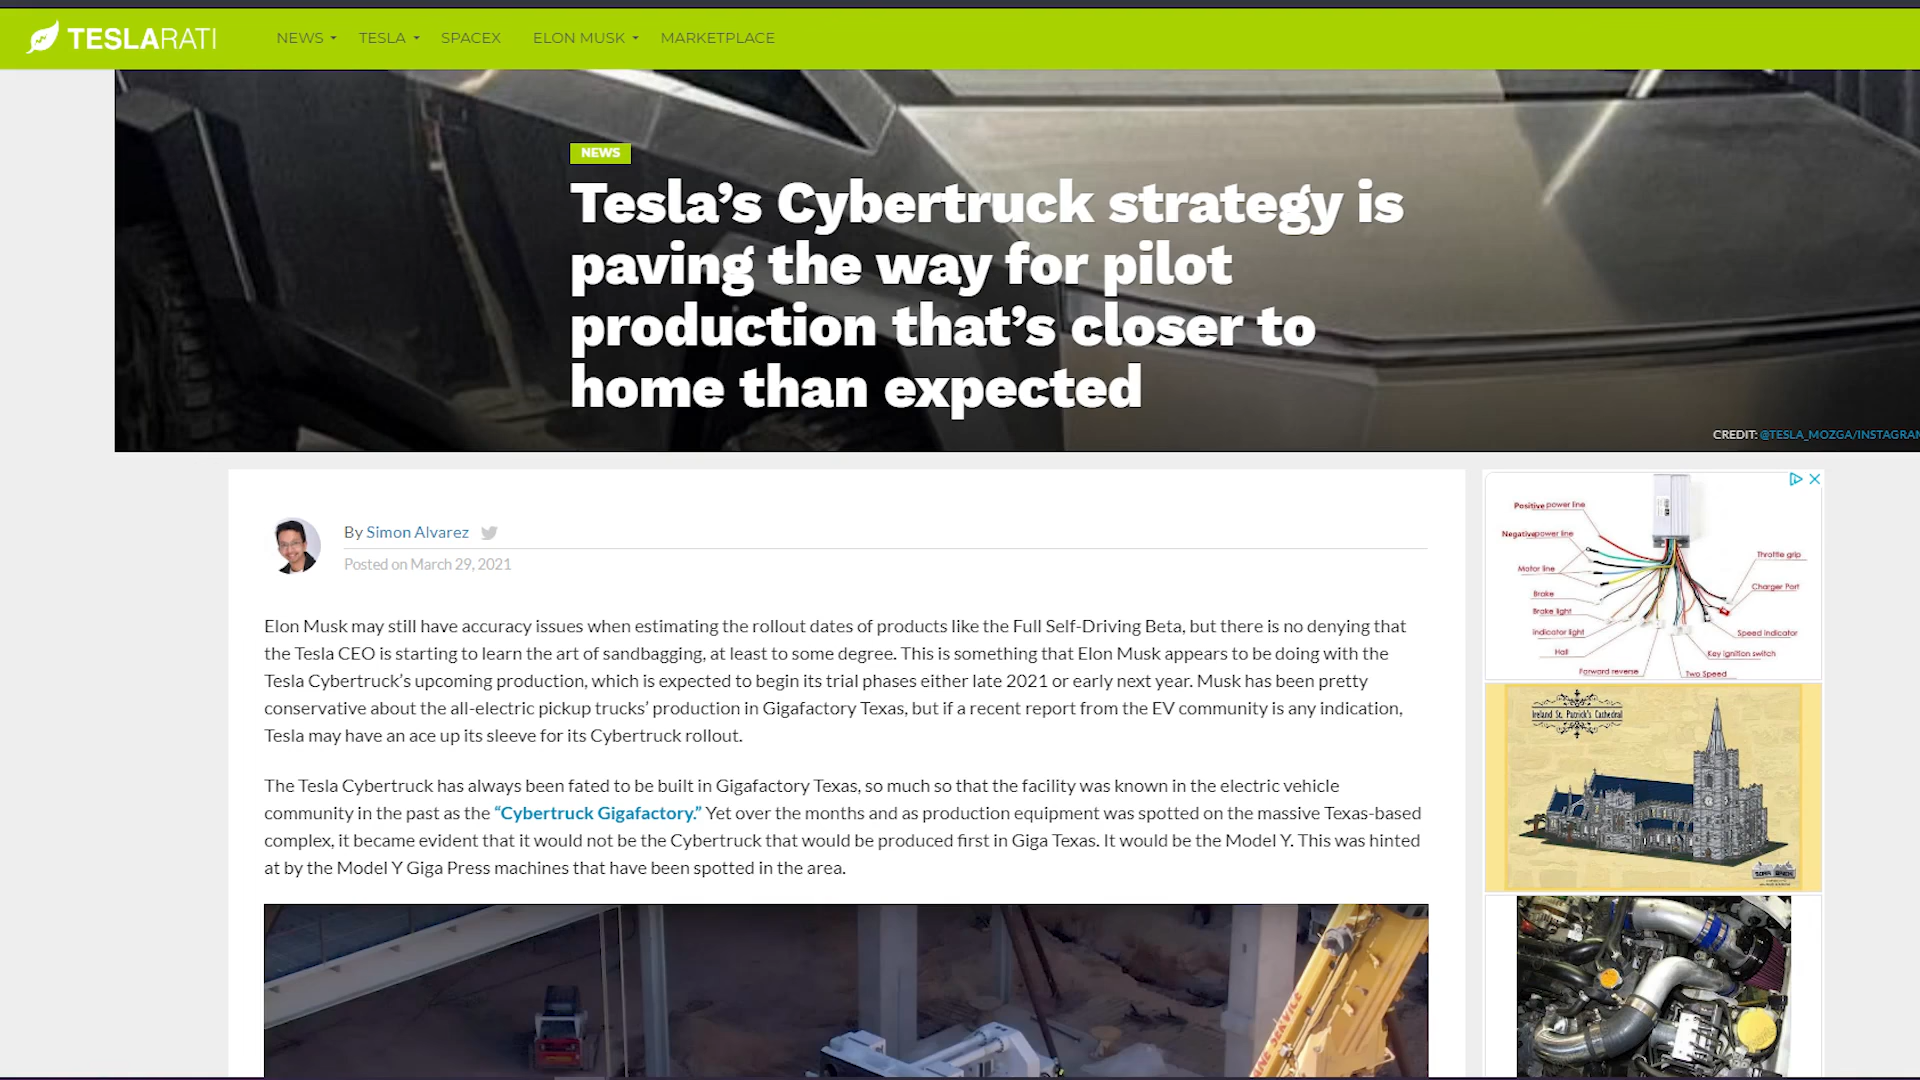 TESLARATI
NEWS TESLA SPACEX ELON MUSK MARKETPLACE
NEWS
Tesla’s Cybertruck strategy is
paving the way for pilot
production that’s closer to
home than expected
CREDIT: @TESLA_MOZGA/INSTAGRAM
By Simon Alvarez
Posted on March 29, 2021
Elon Musk may still have accuracy issues when estimating the rollout dates of products like the Full Self-Driving Beta, but there is no denying that
the Tesla CEO is starting to learn the art of sandbagging, at least to some degree. This is something that Elon Musk appears to be doing with the
Tesla Cybertruck’s upcoming production, which is expected to begin its trial phases either late 2021 or early next year. Musk has been pretty
conservative about the all-electric pickup trucks’ production in Gigafactory Texas, but if a recent report from the EV community is any indication,
Tesla may have an ace up its sleeve for its Cybertruck rollout.
The Tesla Cybertruck has always been fated to be built in Gigafactory Texas, so much so that the facility was known in the electric vehicle
community in the past as the “Cybertruck Gigafactory.” Yet over the months and as production equipment was spotted on the massive Texas-based
complex, it became evident that it would not be the Cybertruck that would be produced first in Giga Texas. It would be the Model Y. This was hinted
at by the Model Y Giga Press machines that have been spotted in the area.
Positive power line
Negativepower line
Motor line
Brake
Brake light
Indicator light
Hall
Forward reverse
Throttle grip
Charger Port
Speed Indicator
Key ignition switch
Two Speed
Ireland St. Patrick's Cathedral
NE SERVICE